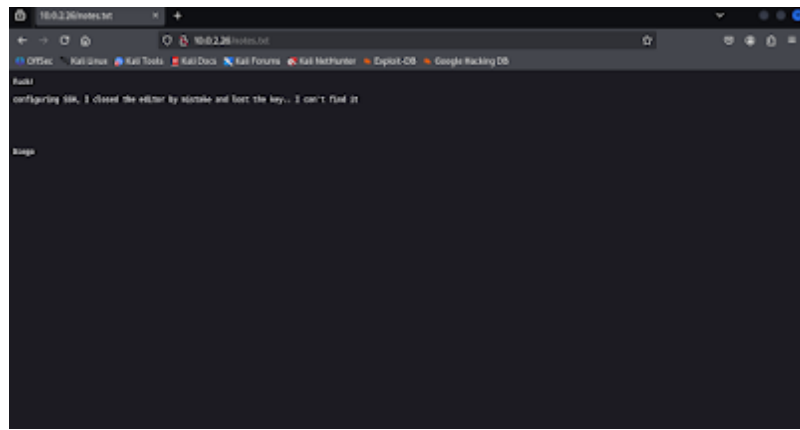 10.0.2.26/notes.txt
10.0.2.26/notes.txt
OffSec Kali Linux Kali Tools Kali Docs Kali Forums Kali NetHunter Exploit-DB Google Hacking DB
Fuck!
configuring SSH, I closed the editor by mistake and lost the key.. I can't find it
Diego